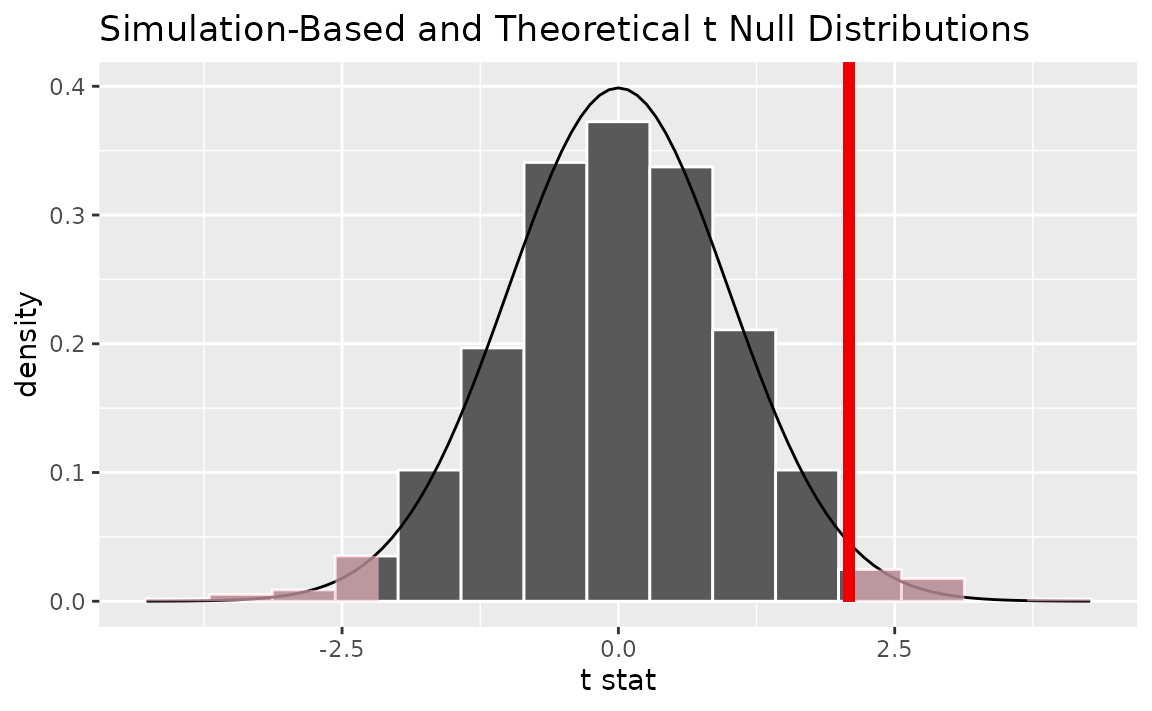 Simulation-Based and Theoretical t Null Distributions
0.4
0.3
0.2
0.1
0.0
density
-2.5 0.0 2.5
t stat